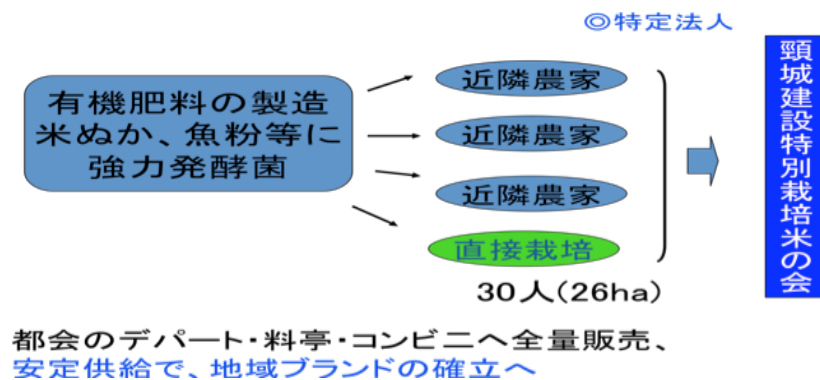 ◎特定法人
有機肥料の製造
米ぬか、魚粉等に
強力発酵菌
近隣農家
近隣農家
近隣農家
直接栽培
30人(26ha)
頸城建設特別栽培米の会
都会のデパート・料亭・コンビニへ全量販売、
安定供給で、地域ブランドの確立へ